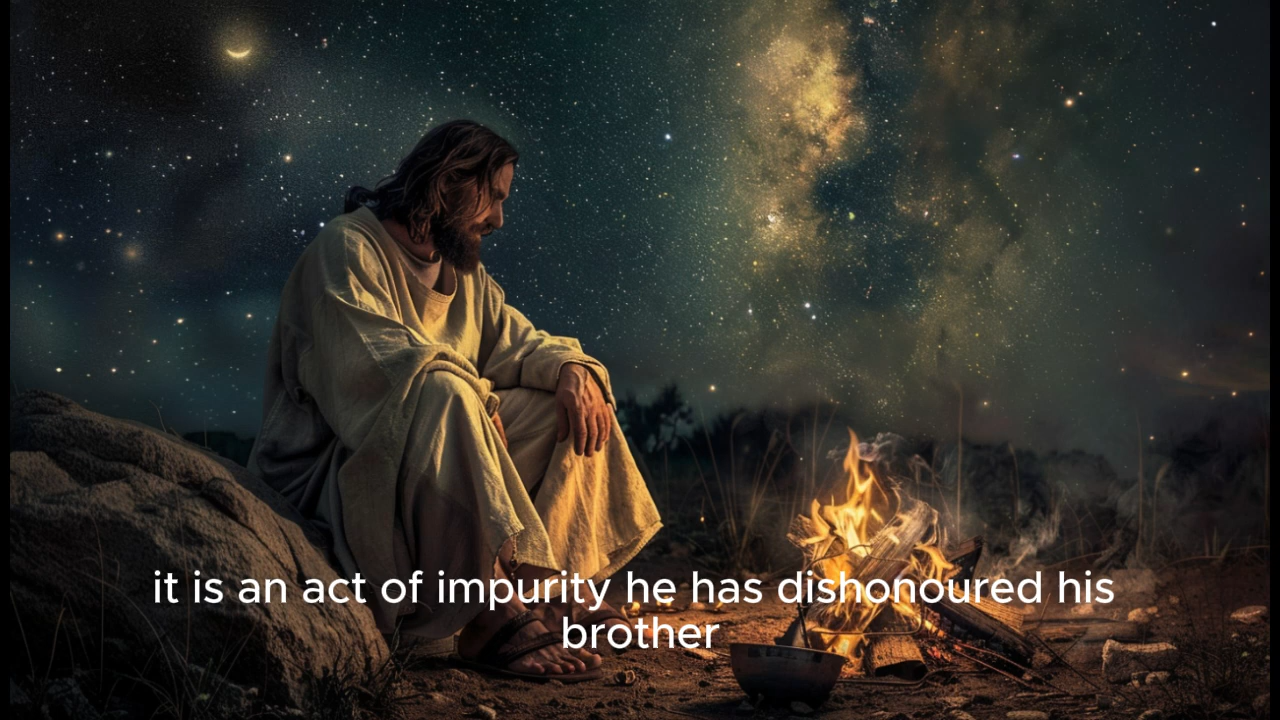 it is an act of impurity he has dishonoured his
brother